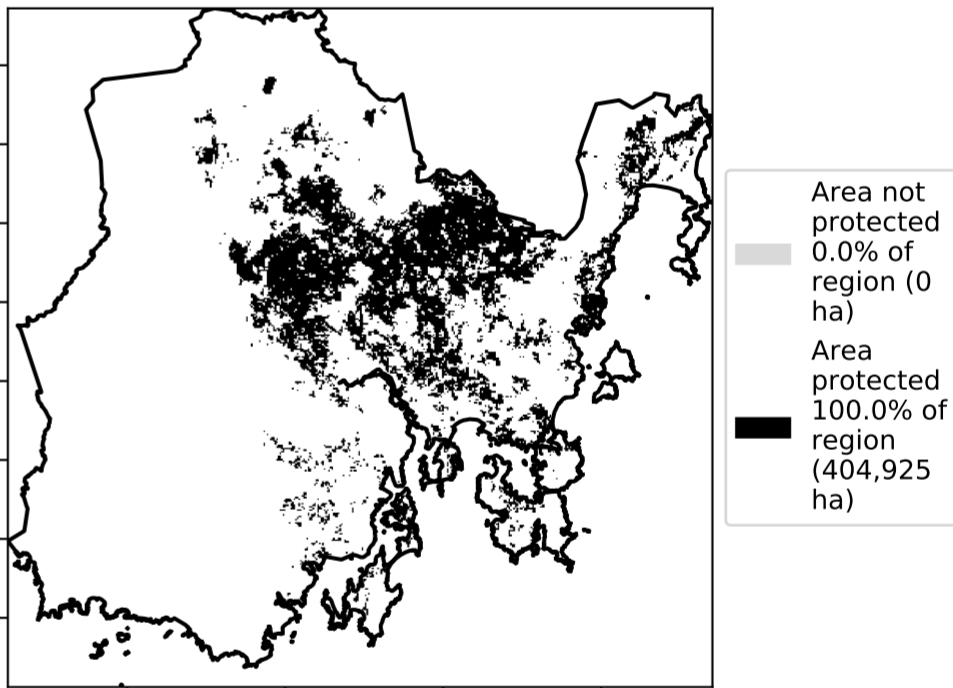 Area not
protected
0.0% of
region (0
ha)
Area
protected
100.0% of
region
(404,925
ha)